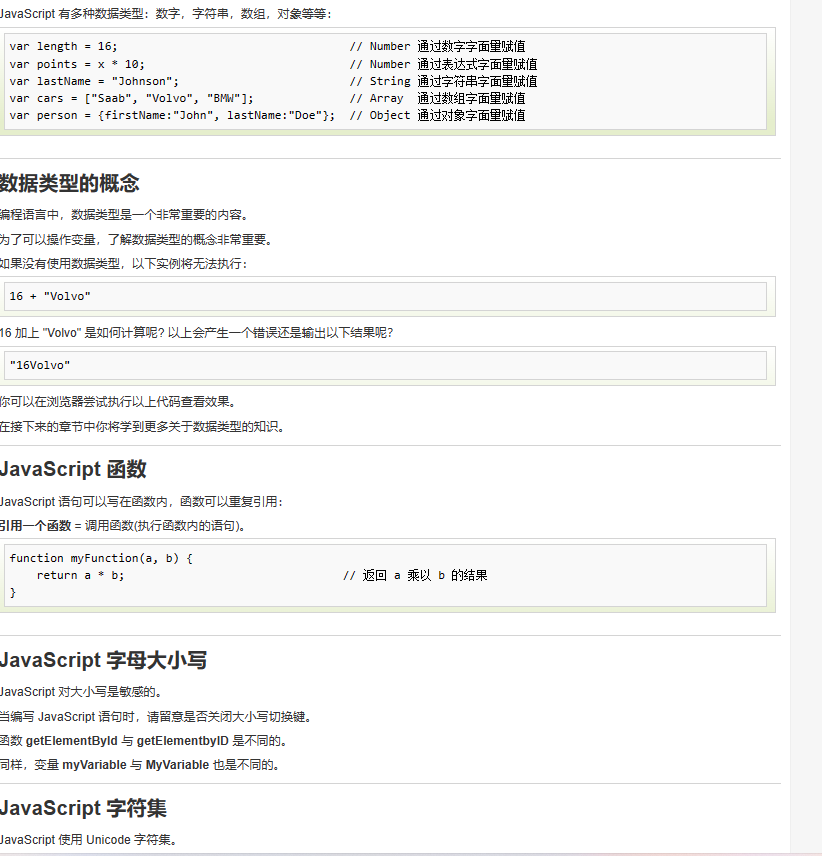 JavaScript 有多种数据类型：数字，字符串，数组，对象等等：
var length = 16;                                  // Number 通过数字字面量赋值
var points = x * 10;                              // Number 通过表达式字面量赋值
var lastName = "Johnson";                         // String 通过字符串字面量赋值
var cars = ["Saab", "Volvo", "BMW"];              // Array  通过数组字面量赋值
var person = {firstName:"John", lastName:"Doe"};  // Object 通过对象字面量赋值
数据类型的概念
编程语言中，数据类型是一个非常重要的内容。
为了可以操作变量，了解数据类型的概念非常重要。
如果没有使用数据类型，以下实例将无法执行：
16 + "Volvo"
16 加上 "Volvo" 是如何计算呢? 以上会产生一个错误还是输出以下结果呢?
"16Volvo"
你可以在浏览器尝试执行以上代码查看效果。
在接下来的章节中你将学到更多关于数据类型的知识。
JavaScript 函数
JavaScript 语句可以写在函数内，函数可以重复引用：
引用一个函数 = 调用函数(执行函数内的语句)。
function myFunction(a, b) {
    return a * b;                                // 返回 a 乘以 b 的结果
}
JavaScript 字母大小写
JavaScript 对大小写是敏感的。
当编写 JavaScript 语句时，请留意是否关闭大小写切换键。
函数 getElementById 与 getElementbyID 是不同的。
同样，变量 myVariable 与 MyVariable 也是不同的。
JavaScript 字符集
JavaScript 使用 Unicode 字符集。